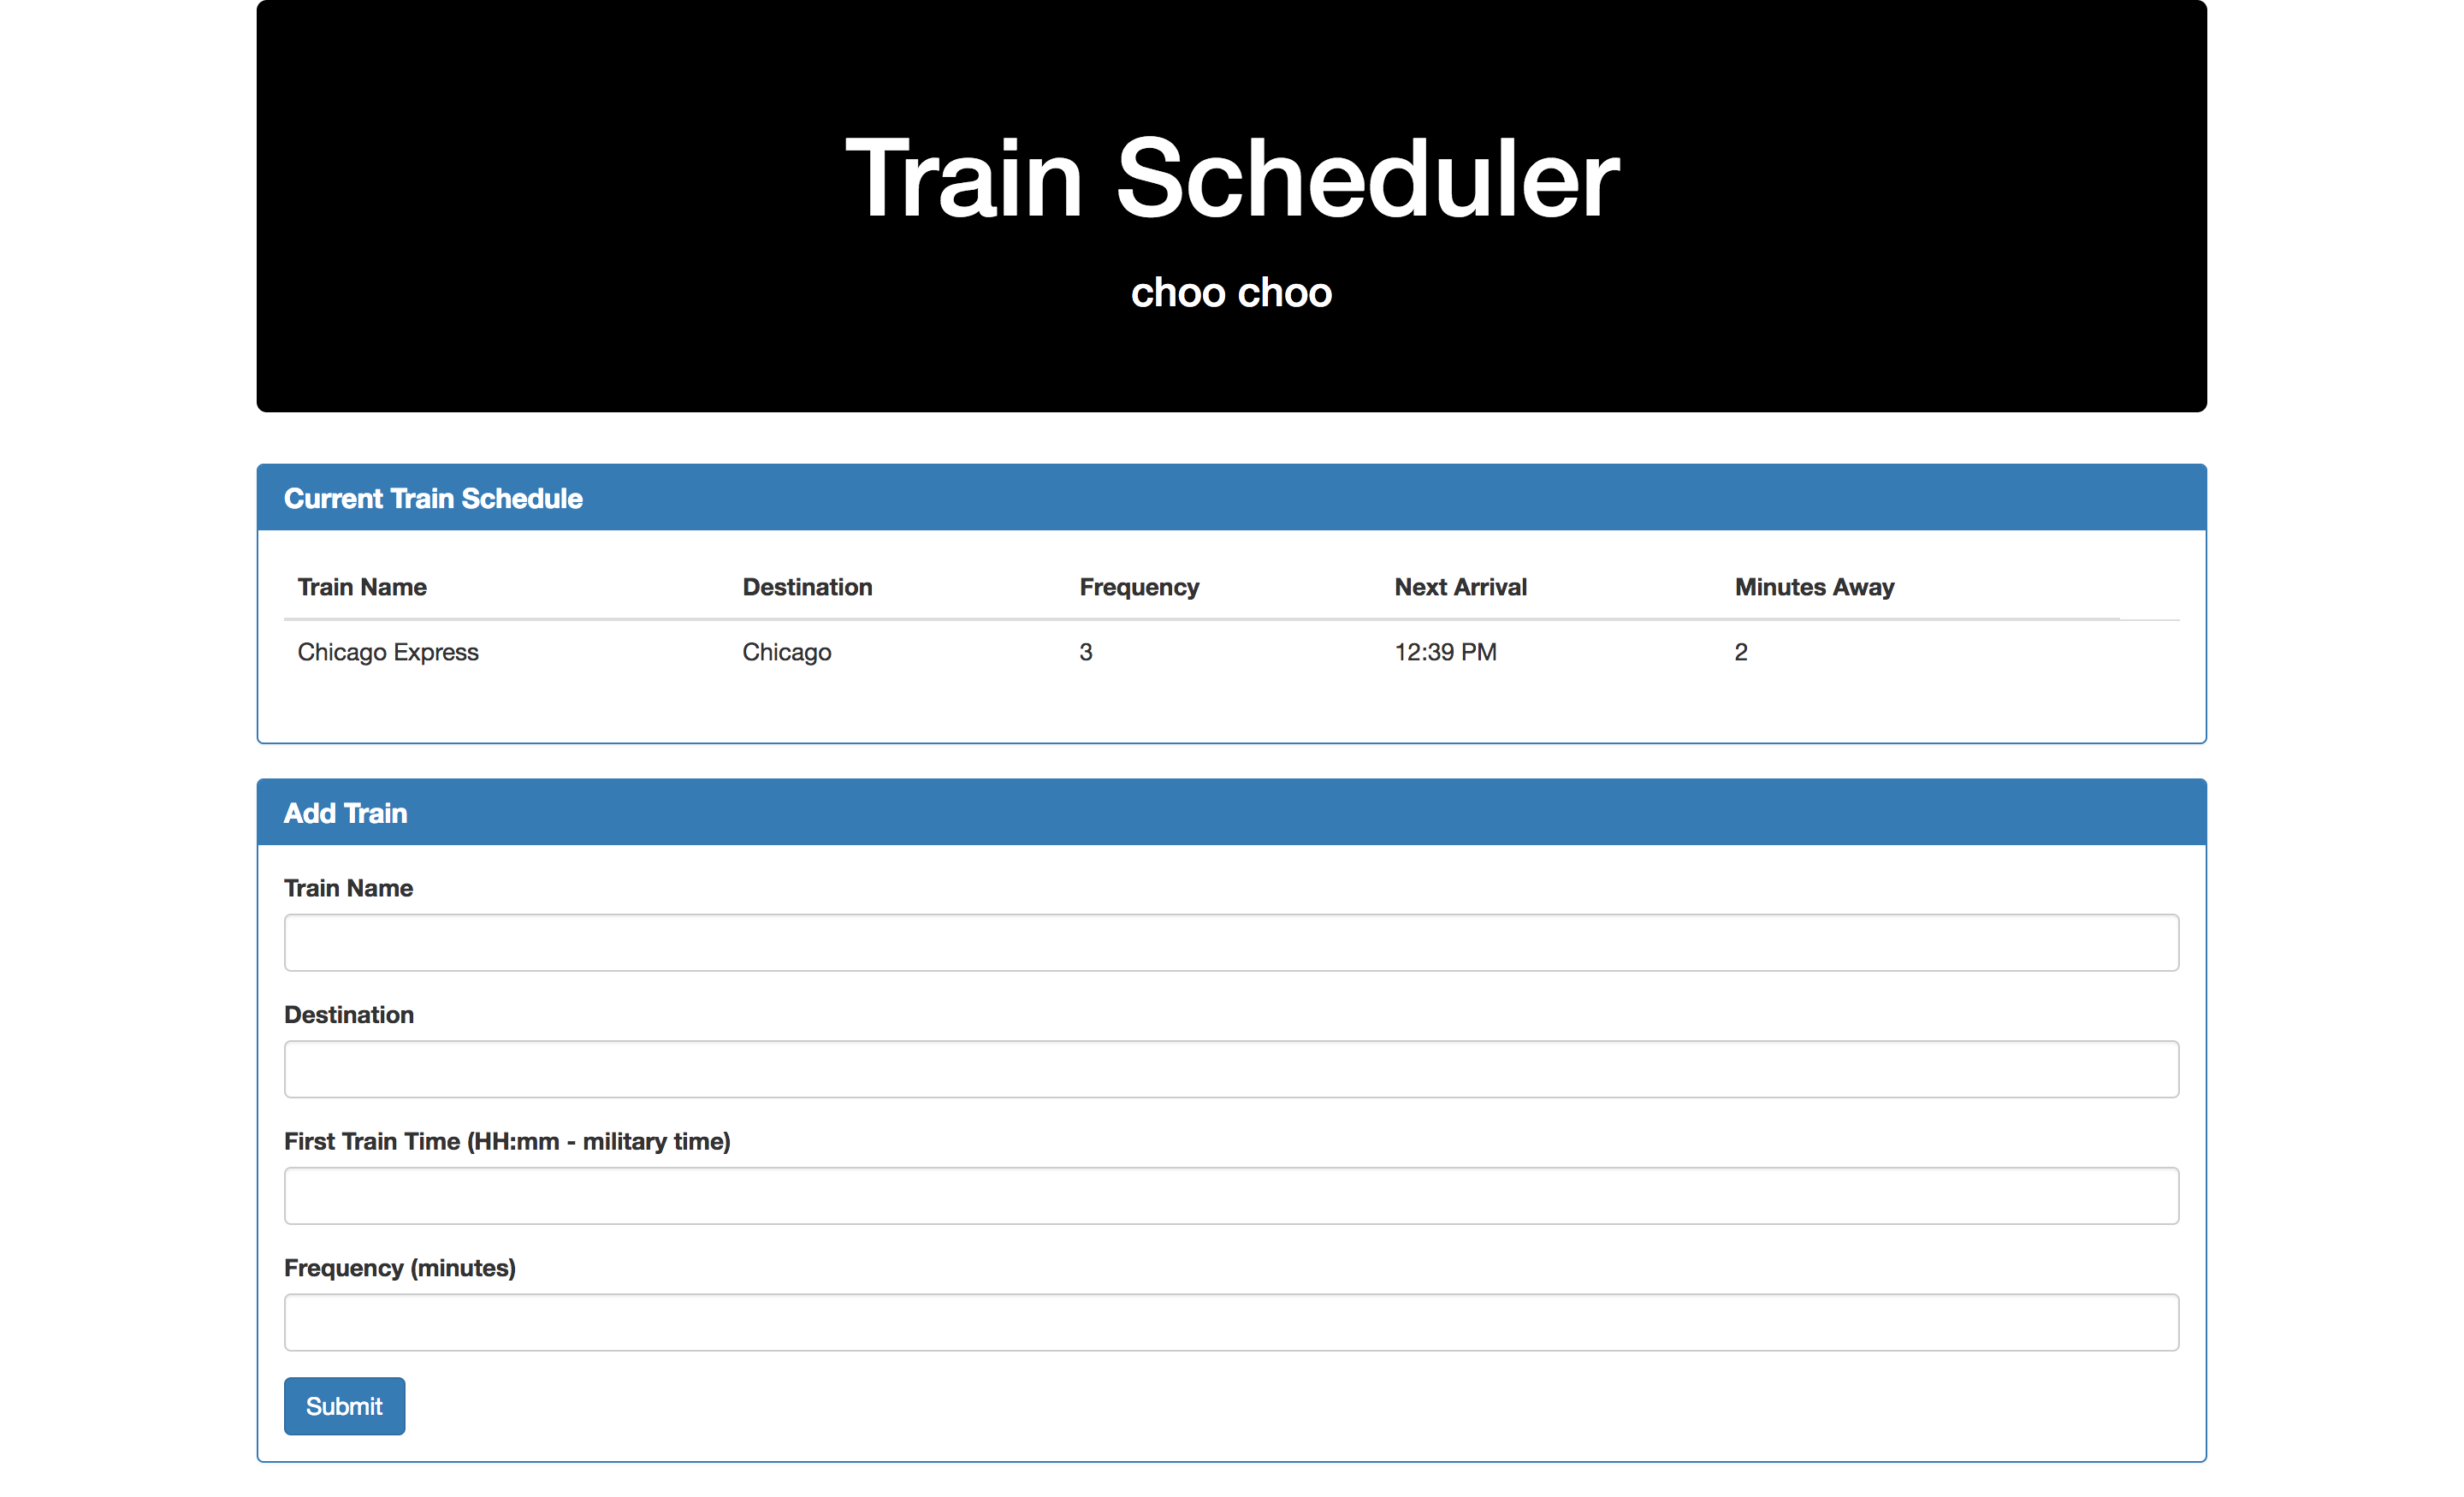 Train Scheduler
choo choo
Current Train Schedule
Train Name Destination Frequency Next Arrival Minutes Away
Chicago Express Chicago 3 12:39 PM 2
Add Train
Train Name
Destination
First Train Time (HH:mm - military time)
Frequency (minutes)
Submit